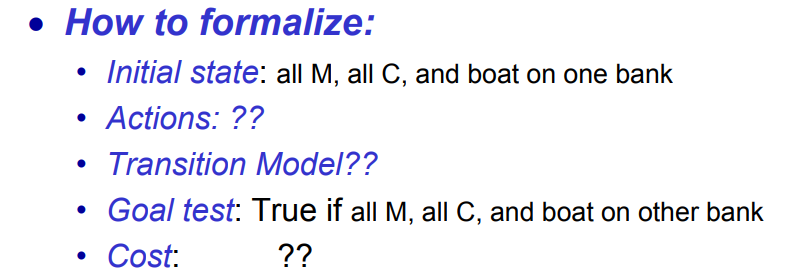 • How to formalize:
• Initial state: all M, all C, and boat on one bank
• Actions: ??
• Transition Model??
• Goal test: True if all M, all C, and boat on other bank
• Cost: ??